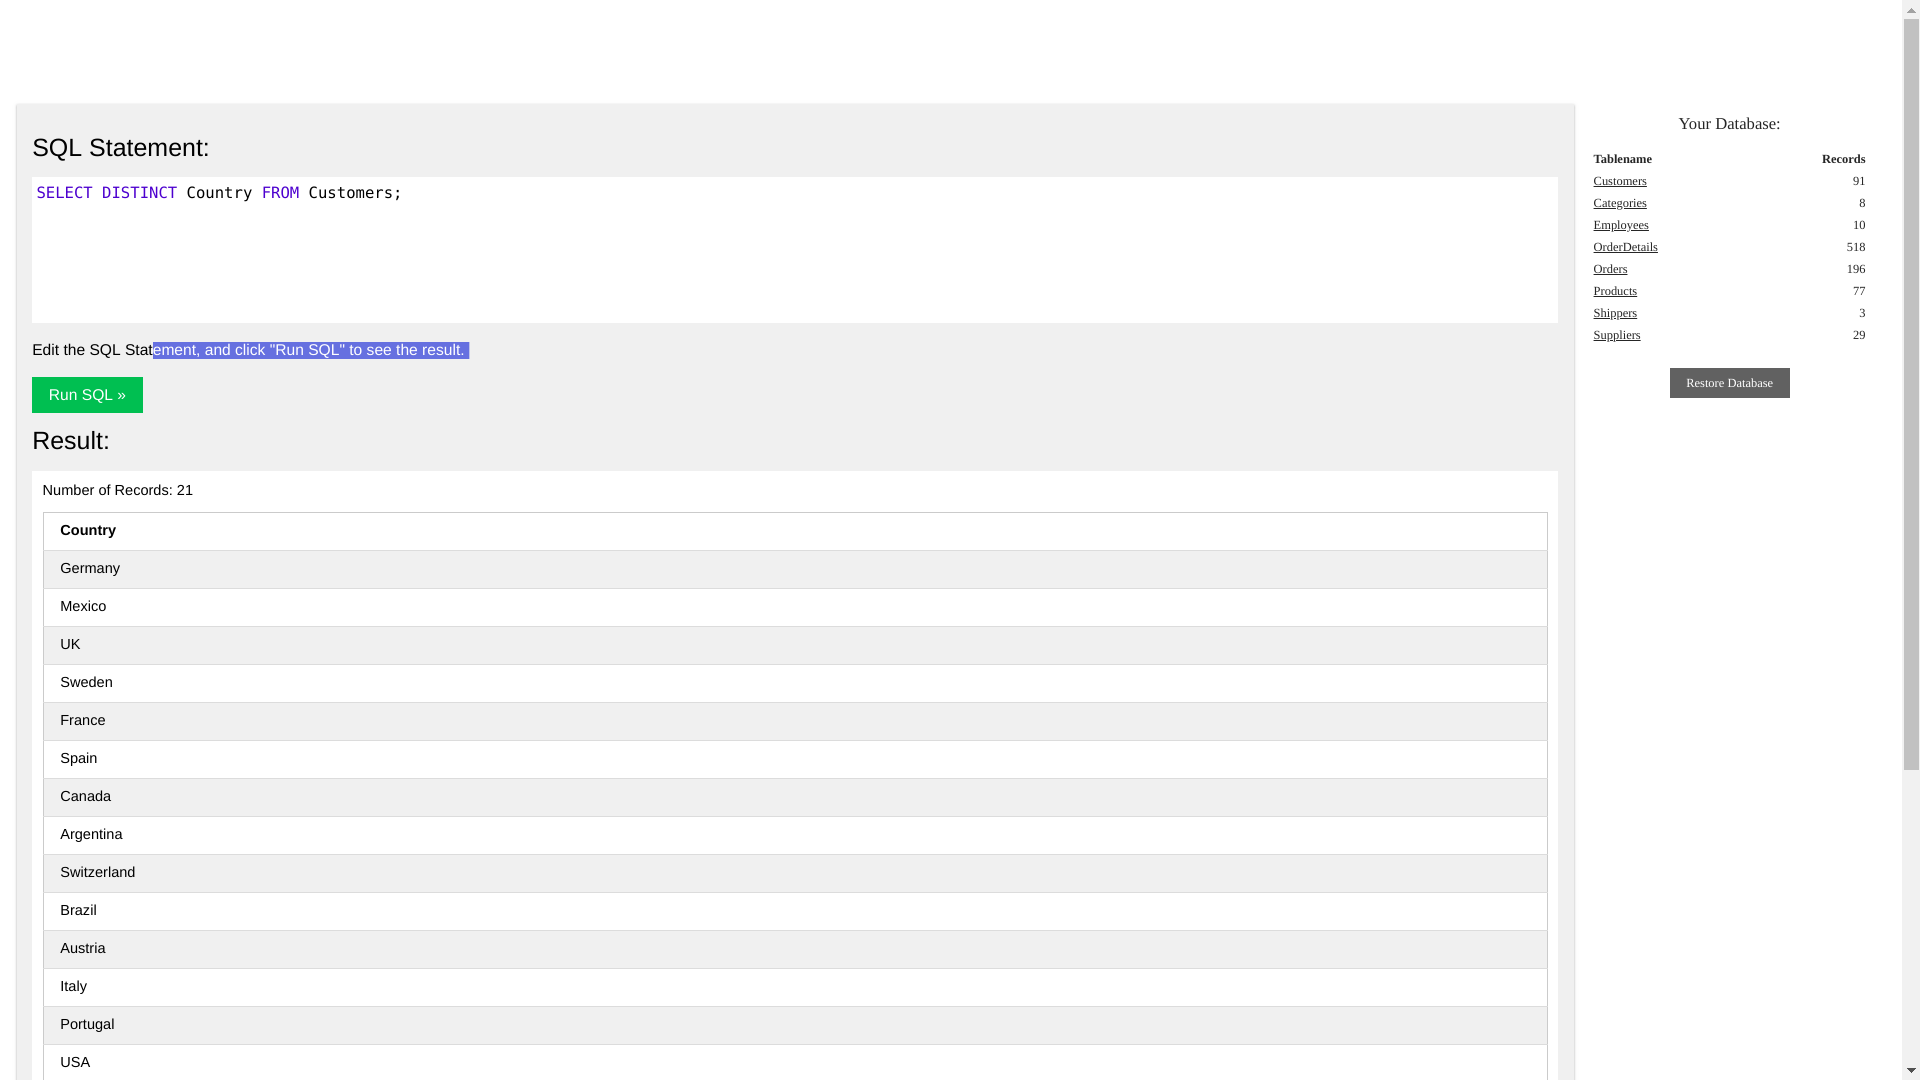 SQL Statement:
SELECT DISTINCT Country FROM Customers;
Edit the SQL Statement, and click "Run SQL" to see the result.
Run SQL »
Result:
Number of Records: 21
Country
Germany
Mexico
UK
Sweden
France
Spain
Canada
Argentina
Switzerland
Brazil
Austria
Italy
Portugal
USA
Your Database:
Tablename Records
Customers 91
Categories 8
Employees 10
OrderDetails 518
Orders 196
Products 77
Shippers 3
Suppliers 29
Restore Database